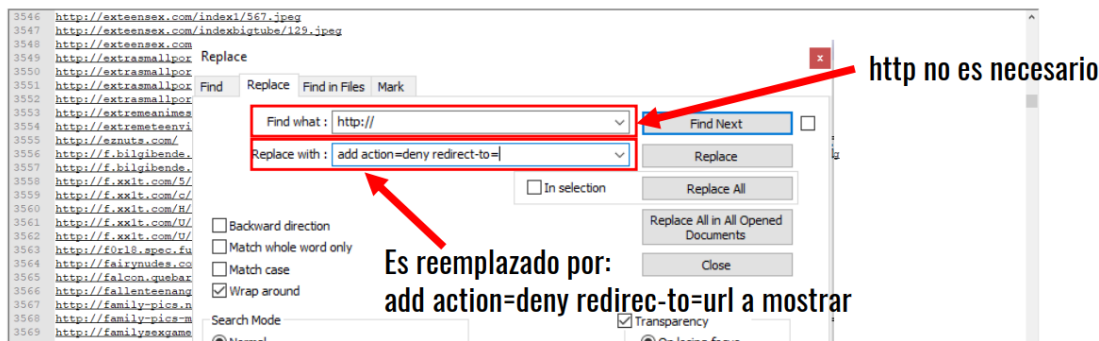 3546 http://exteensex.com/index1/567.jpeg
3547 http://exteensex.com/indexbigtube/129.jpeg
3548 http://exteensex.com
3549 http://extrasmallpor
3550 http://extrasmallpor
3551 http://extrasmallpor
3552 http://extrasmallpor
3553 http://extremeanimes
3554 http://extremeteenvi
3555 http://eznuts.com/
3556 http://f.bilgibende.
3557 http://f.bilgibende.
3558 http://f.xx1t.com/5/
3559 http://f.xx1t.com/c/
3560 http://f.xx1t.com/H/
3561 http://f.xx1t.com/U/
3562 http://f.xx1t.com/U/
3563 http://f0rl8.spec.fu
3564 http://fairynudes.co
3565 http://falcon.quebar
3566 http://fallenteenang
3567 http://family-pics.n
3568 http://family-pics-m
3569 http://familysexgame
Replace
Find Replace Find in Files Mark
Find what : http://
Find Next
Replace with : add action=deny redirect-to=
Replace
In selection
Replace All
Replace All in All Opened
Documents
Close
Backward direction
Match whole word only
Match case
Wrap around
Search Mode
Normal
Transparency
On losing focus
http no es necesario
Es reemplazado por:
add action=deny redirec-to=url a mostrar